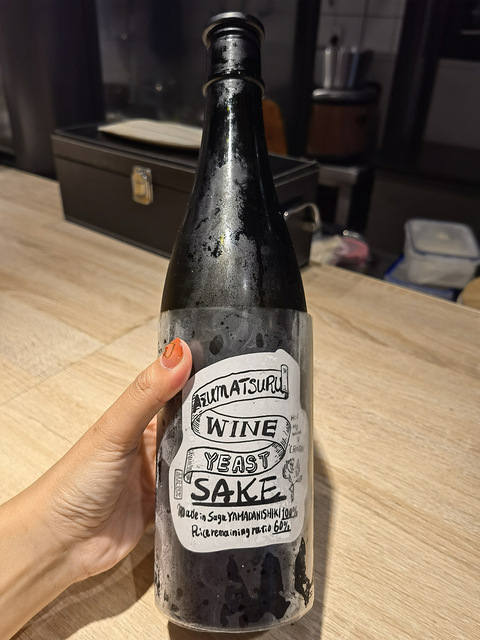 AZUMATSURU
WINE
YEAST
SAKE
Made in Saga YAMADANISHIKI 100%
Rice remaining ratio 60%